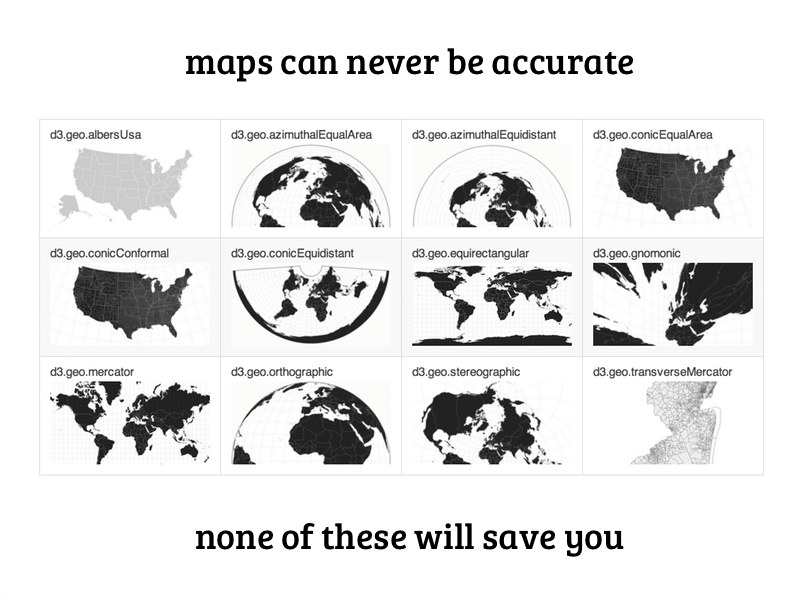 maps can never be accurate
d3.geo.albersUsa
d3.geo.azimuthalEqualArea
d3.geo.azimuthalEquidistant
d3.geo.conicEqualArea
d3.geo.conicConformal
d3.geo.conicEquidistant
d3.geo.equirectangular
d3.geo.gnomonic
d3.geo.mercator
d3.geo.orthographic
d3.geo.stereographic
d3.geo.transverseMercator
none of these will save you